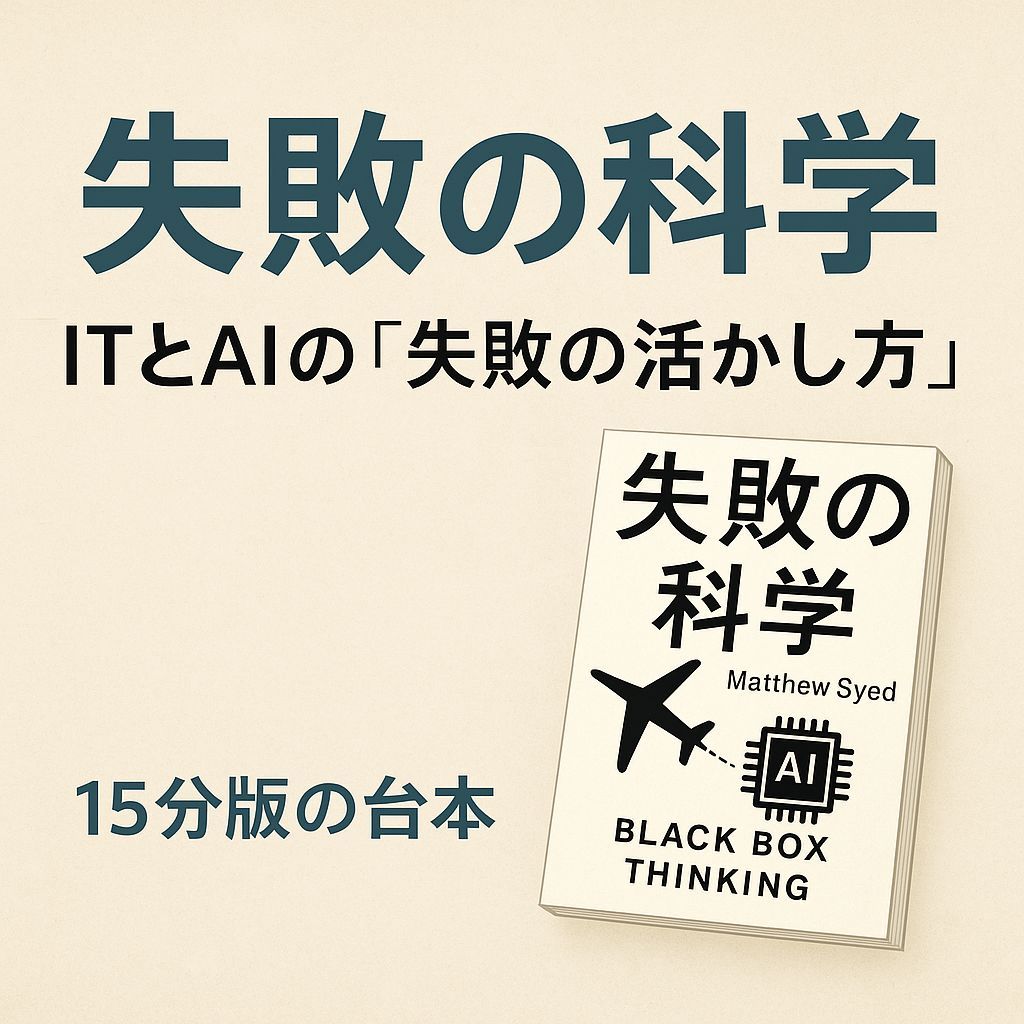 失敗の科学
ITとAIの「失敗の活かし方」
失敗の
科学
Matthew Syed
AI
BLACK BOX
THINKING
15分版の台本